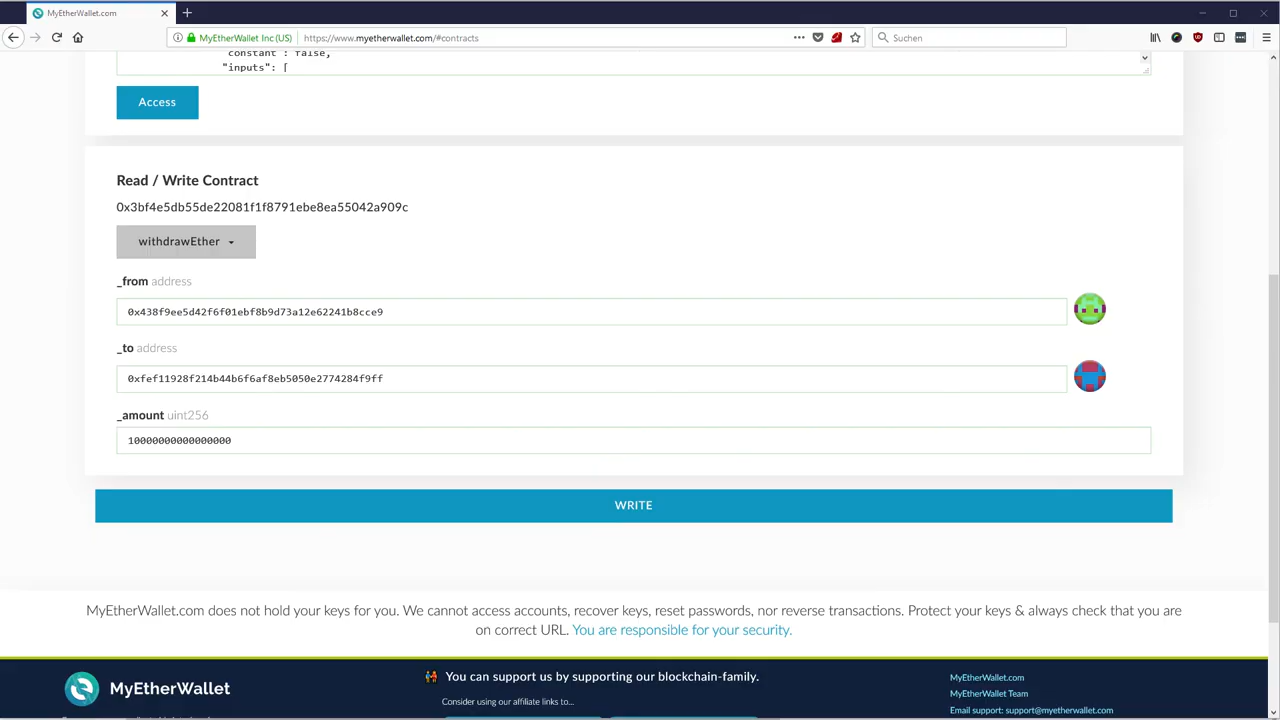 MyEtherWallet.com
MyEtherWallet Inc (US)
https://www.myetherwallet.com/#contracts
Suchen
constant : false,
"inputs": [
Access
Read / Write Contract
0x3bf4e5db55de22081f1f8791ebe8ea55042a909c
withdrawEther
_from address
0x438f9ee5d42f6f01ebf8b9d73a12e62241b8cce9
_to address
0xfef11928f214b44b6f6af8eb5050e2774284f9ff
_amount uint256
10000000000000000
WRITE
MyEtherWallet.com does not hold your keys for you. We cannot access accounts, recover keys, reset passwords, nor reverse transactions. Protect your keys & always check that you are
on correct URL. You are responsible for your security.
MyEtherWallet
You can support us by supporting our blockchain-family.
Consider using our affiliate links to...
MyEtherWallet.com
MyEtherWallet Team
Email support: support@myetherwallet.com